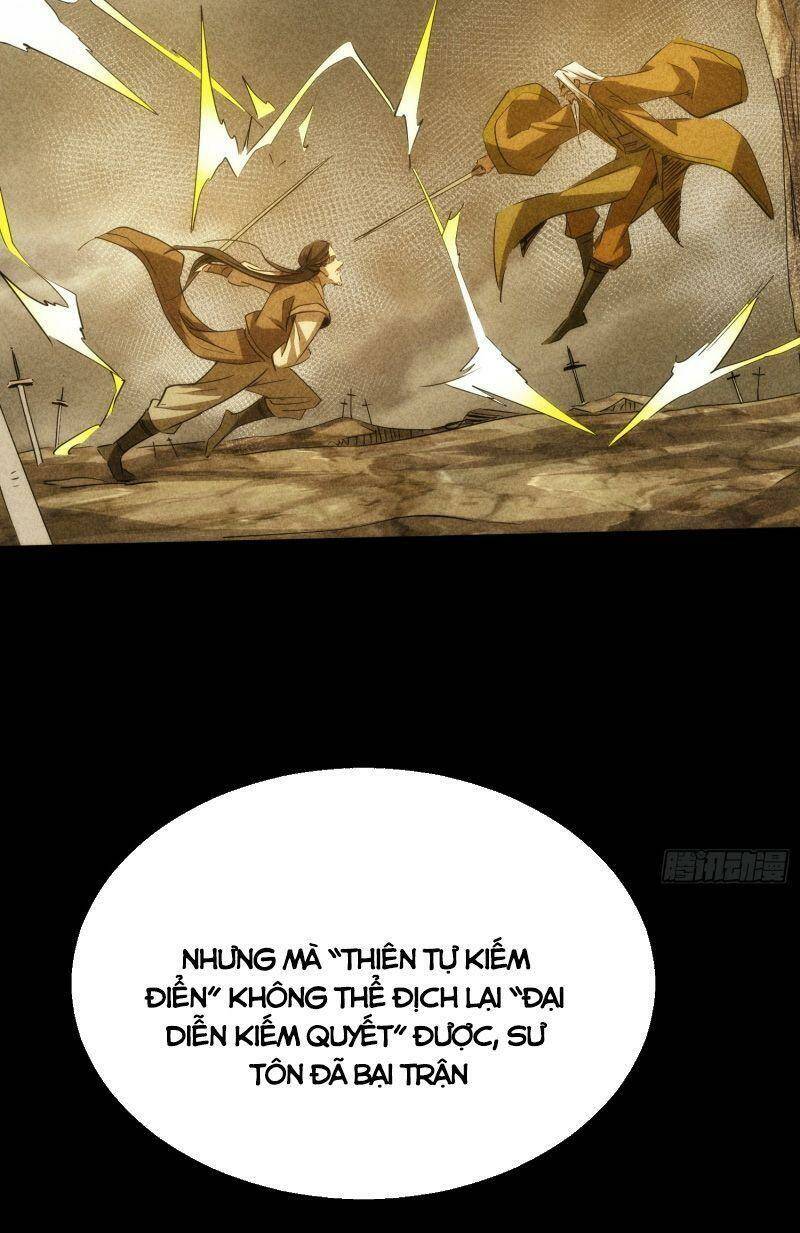 腾讯动漫
NHƯNG MÀ "THIÊN TỰ KIẾM
ĐIỂN" KHÔNG THỂ ĐỊCH LẠI "ĐẠI
DIỄN KIẾM QUYẾT" ĐƯỢC, SƯ
TÔN ĐÃ BẠI TRẬN